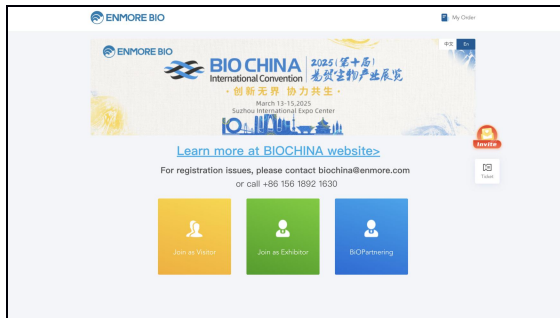 ENMORE BIO
My Order
ENMORE BIO
中文 En
BIO CHINA
International Convention
2025(第十届)
易贸生物产业展览
·创新无界 协力共生·
March 13-15,2025
Suzhou International Expo Center
Invite
Ticket
Learn more at BIOCHINA website>
For registration issues, please contact biochina@enmore.com
or call +86 156 1892 1630
Join as Visitor
Join as Exhibitor
BiOPartnering